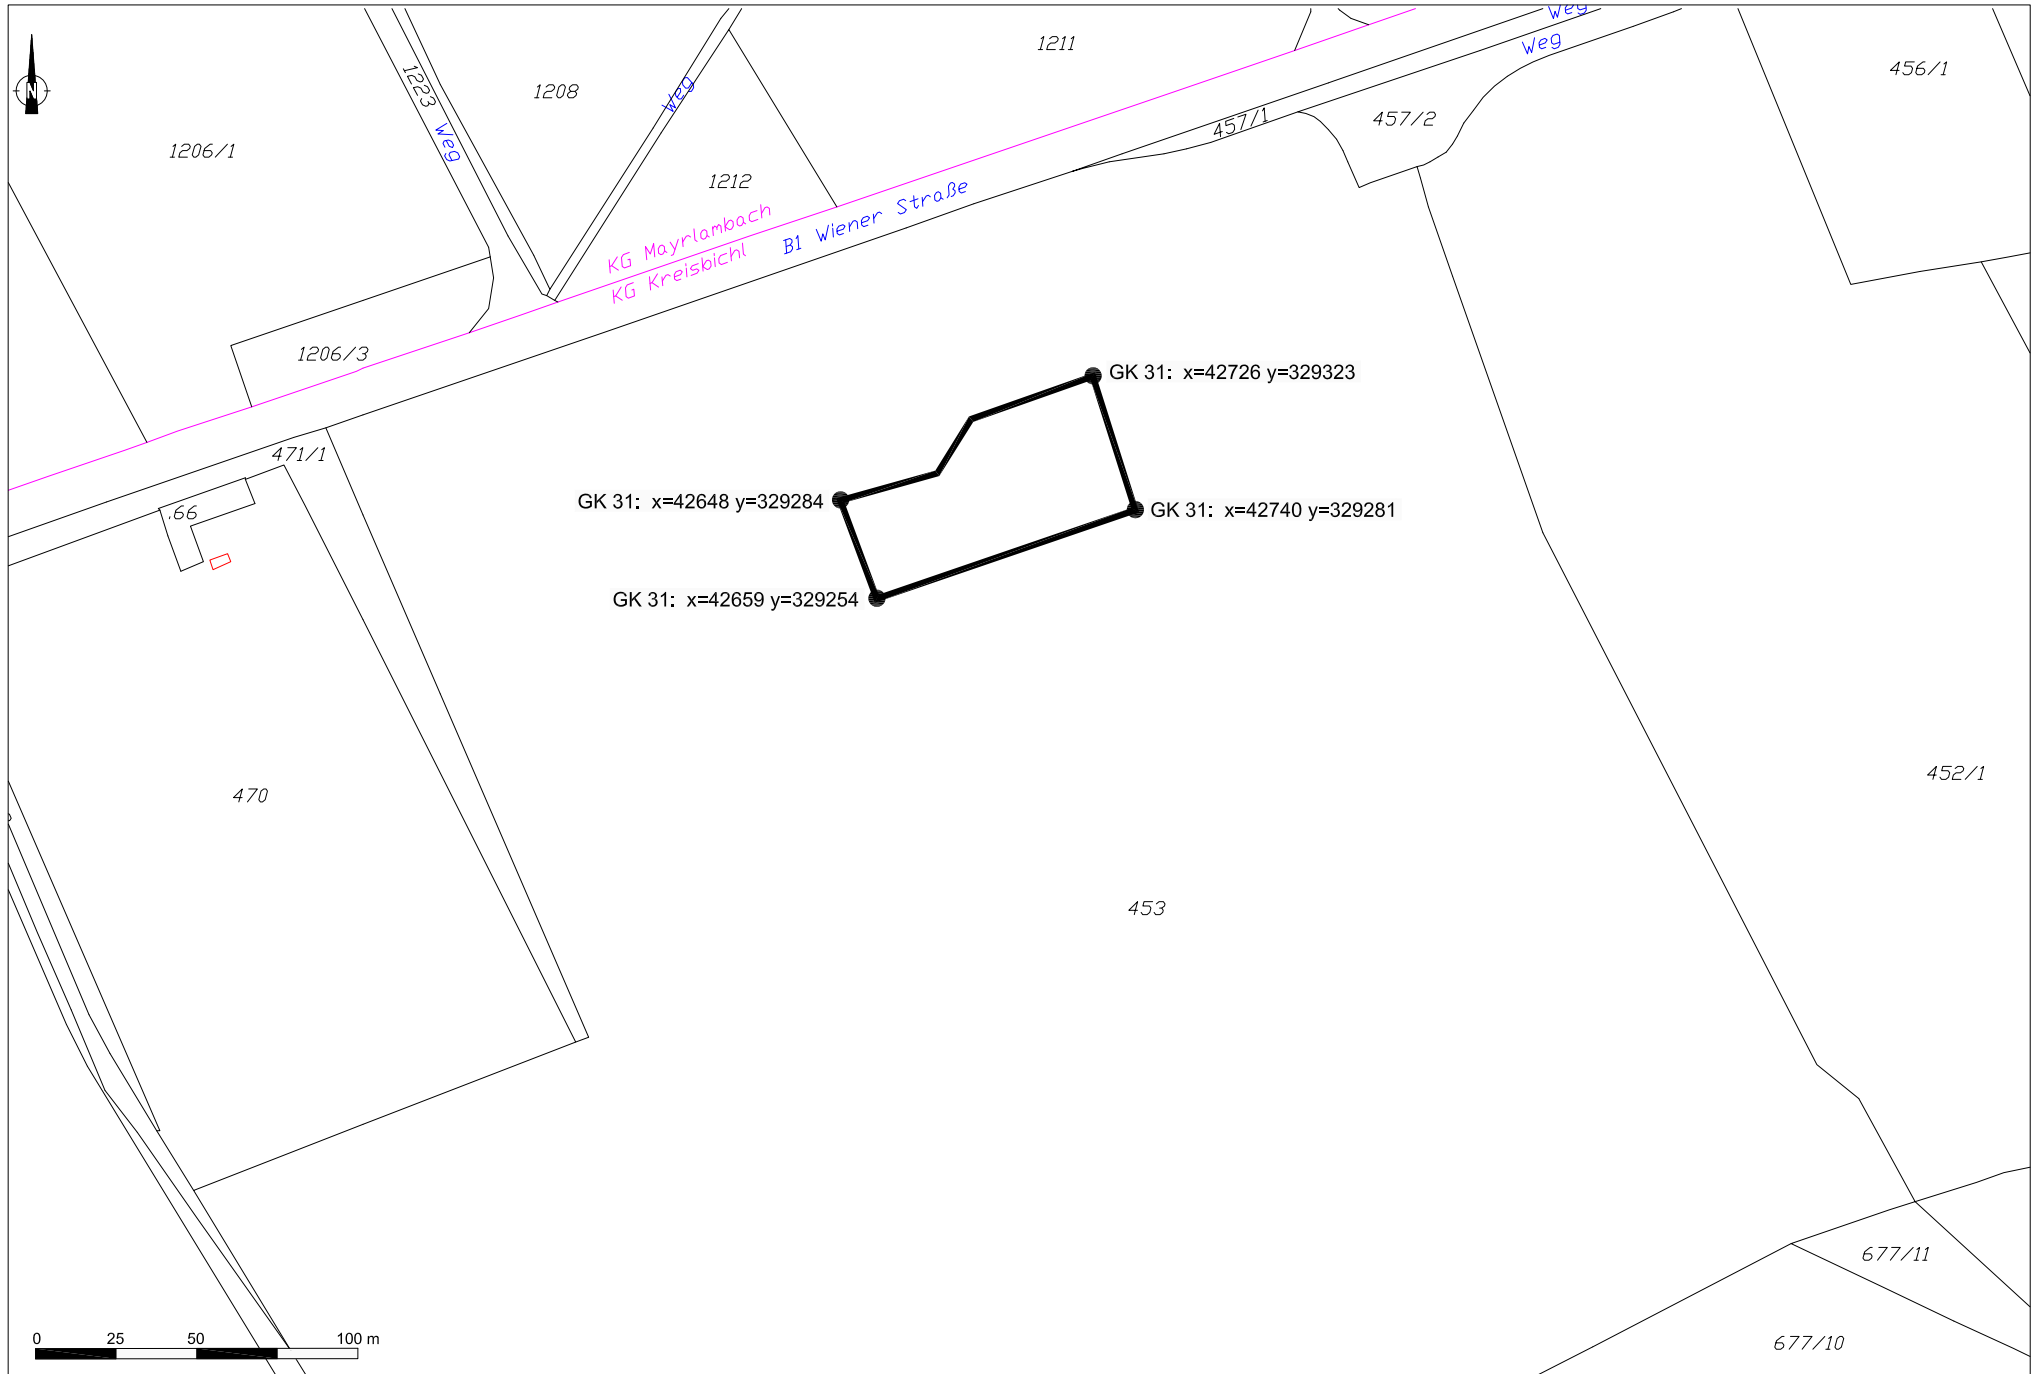 Weg
1211
Weg
456/1
N
1223 Weg
1208
Weg
457/1
457/2
1206/1
1212
KG Mayrlambach
KG Kreisbichl
B1 Wiener Straße
1206/3
GK 31: x=42726 y=329323
471/1
.66
GK 31: x=42648 y=329284
GK 31: x=42740 y=329281
GK 31: x=42659 y=329254
470
452/1
453
677/11
677/10
0 25 50 100 m